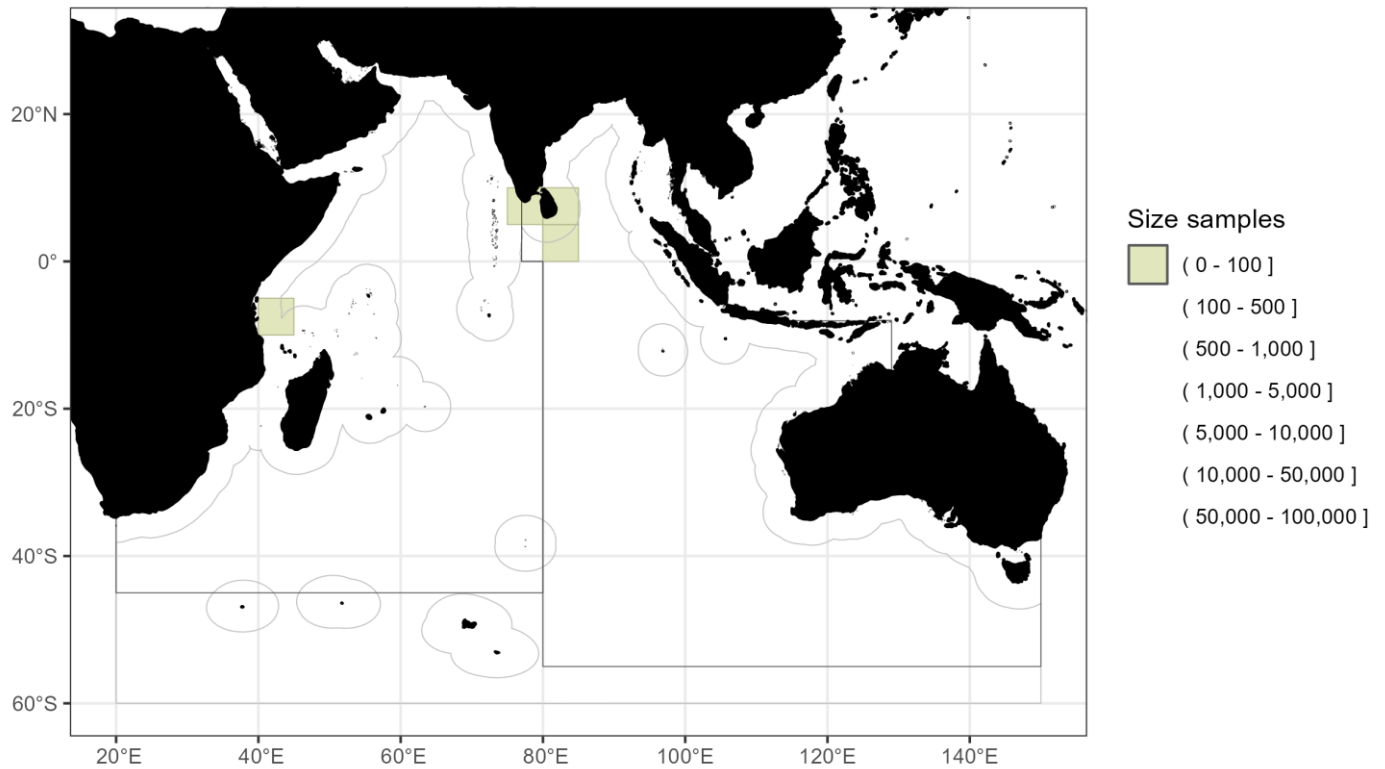 20°N
0°
20°S
40°S
60°S
20°E 40°E 60°E 80°E 100°E 120°E 140°E
Size samples
( 0 - 100 ]
( 100 - 500 ]
( 500 - 1,000 ]
( 1,000 - 5,000 ]
( 5,000 - 10,000 ]
( 10,000 - 50,000 ]
( 50,000 - 100,000 ]